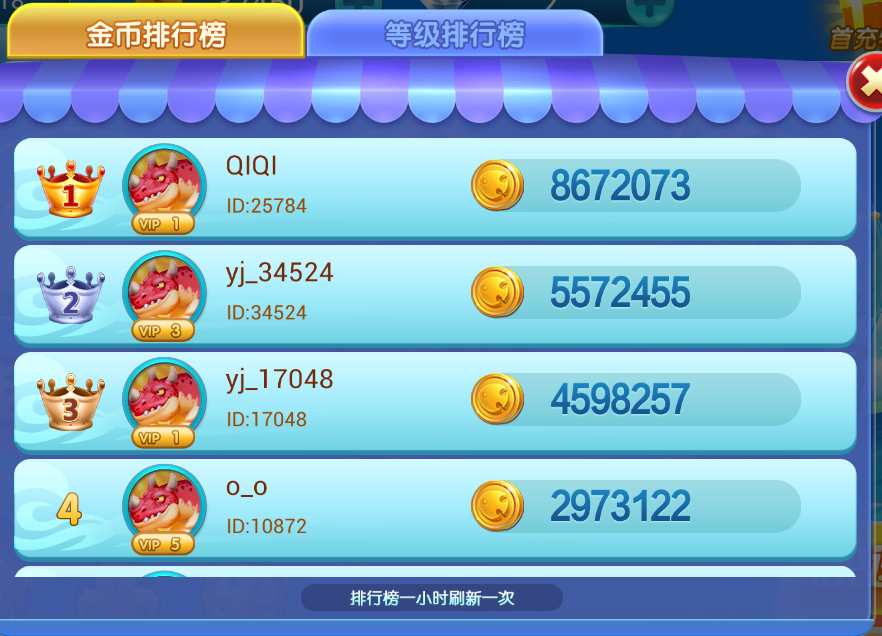 金币排行榜
等级排行榜
首充
1
VIP 1
QIQI
ID:25784
8672073
2
VIP 3
yj_34524
ID:34524
5572455
3
VIP 1
yj_17048
ID:17048
4598257
4
VIP 5
o_o
ID:10872
2973122
排行榜一小时刷新一次